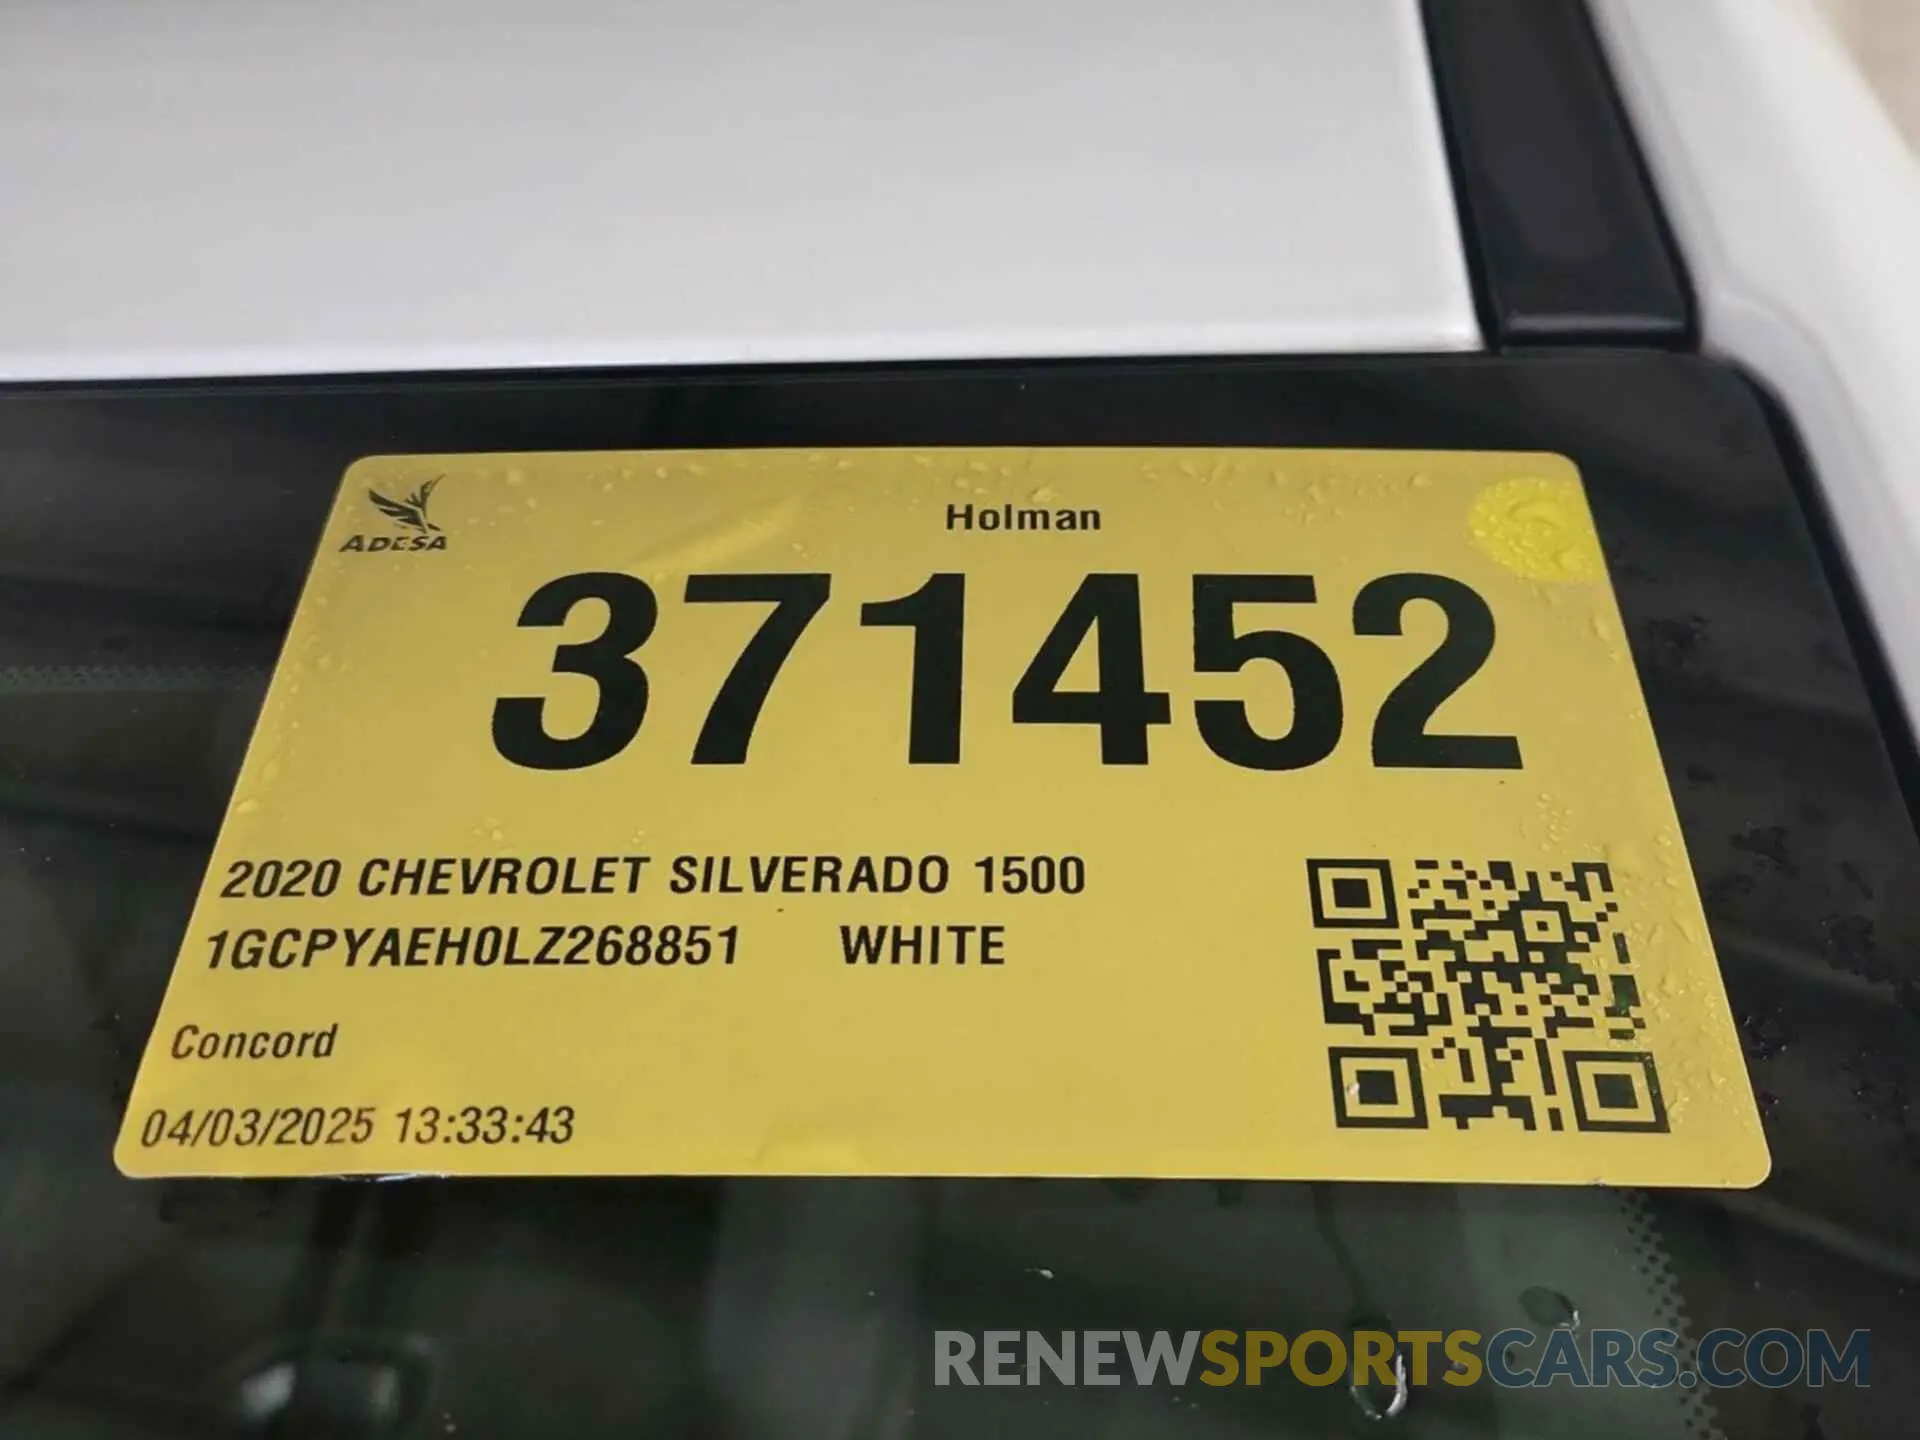 ADESA
Holman
371452
2020 CHEVROLET SILVERADO 1500
1GCPYAEH0LZ268851 WHITE
Concord
04/03/2025 13:33:43
RENEWSPORTSCARS.COM